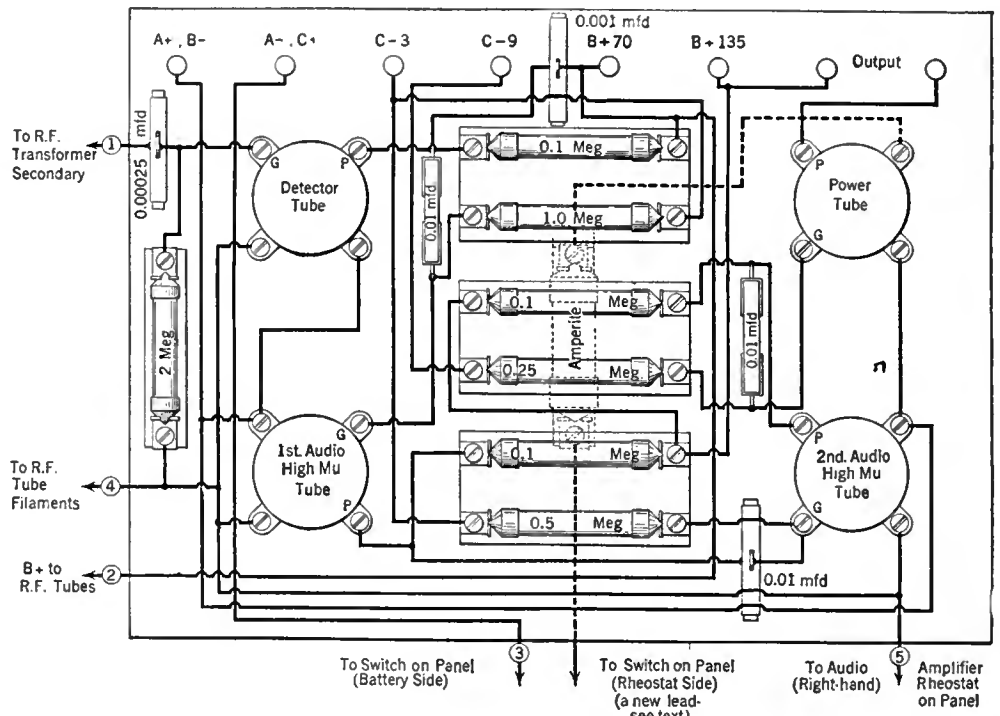 0.001 mfd
A+, B-
A-, C+
C-3
C-9
B+70
B+135
Output
To R.F.
Transformer
Secondary
1
0.00025 mfd
G
P
Detector
Tube
0.01 mfd
0.1 Meg
1.0 Meg
P
Power
Tube
G
2 Meg
0.1 Meg
Amperite
0.25 Meg
0.01 mfd
To R.F.
Tube
Filaments
4
G
1st. Audio
High Mu
Tube
P
0.1 Meg
0.5 Meg
P
2nd. Audio
High Mu
Tube
G
B+ to
R.F. Tubes
2
0.01 mfd
3
5
To Switch on Panel
(Battery Side)
To Switch on Panel
(Rheostat Side)
(a new lead-
see text)
To Audio
(Right-hand)
Amplifier
Rheostat
on Panel